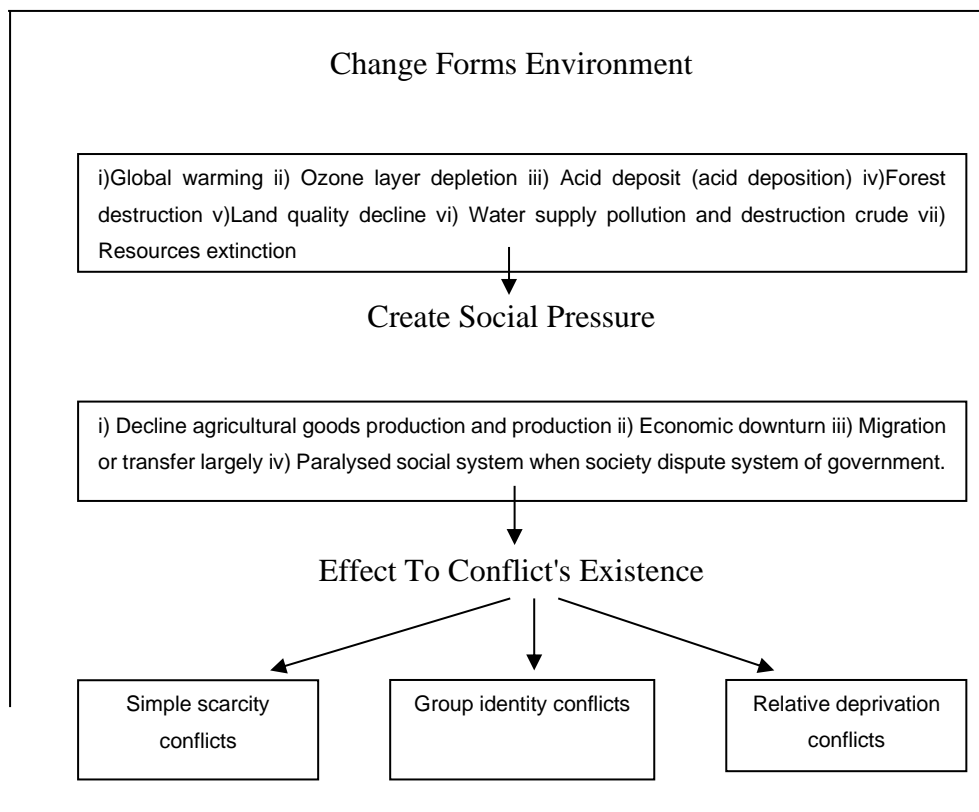 Change Forms Environment
i)Global warming ii) Ozone layer depletion iii) Acid deposit (acid deposition) iv)Forest
destruction v)Land quality decline vi) Water supply pollution and destruction crude vii)
Resources extinction
Create Social Pressure
i) Decline agricultural goods production and production ii) Economic downturn iii) Migration
or transfer largely iv) Paralysed social system when society dispute system of government.
Effect To Conflict's Existence
Simple scarcity
conflicts
Group identity conflicts
Relative deprivation
conflicts